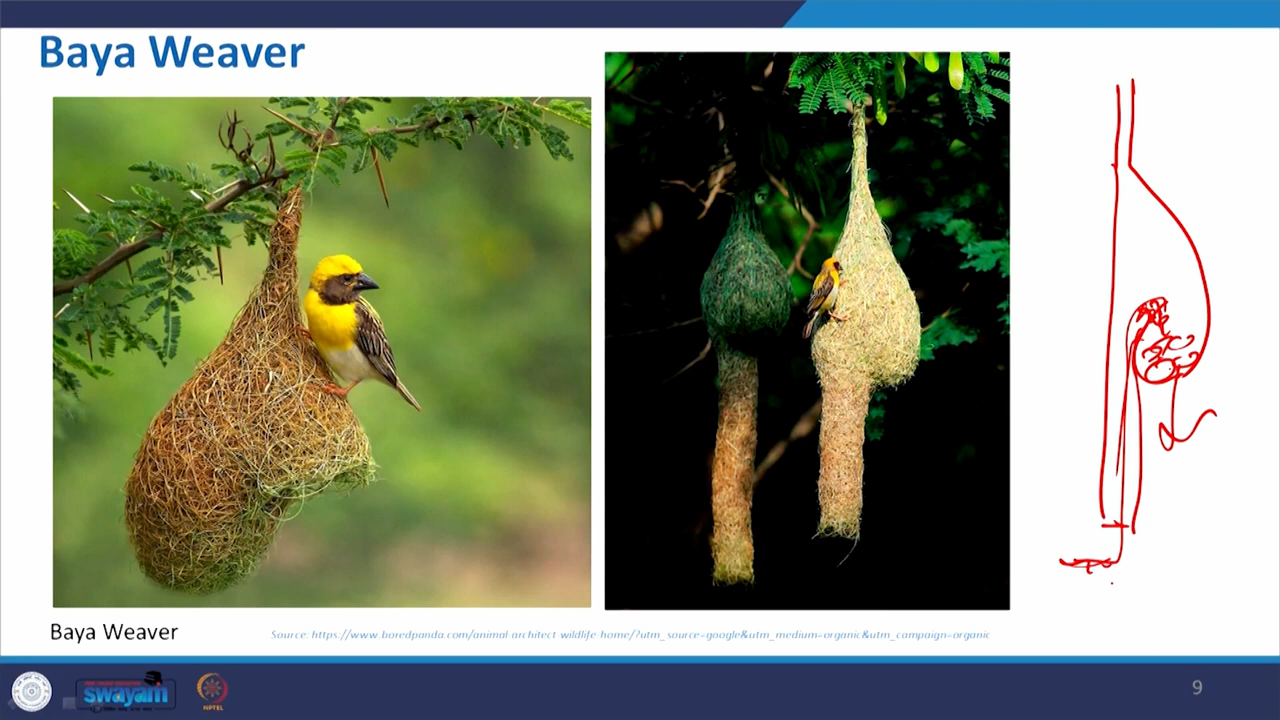 Baya Weaver
Baya Weaver
Source: https://www.boredpanda.com/animal-architect-wildlife-home/?utm_source=google&utm_medium=organic&utm_campaign=organic
swayam
NPTEL
9